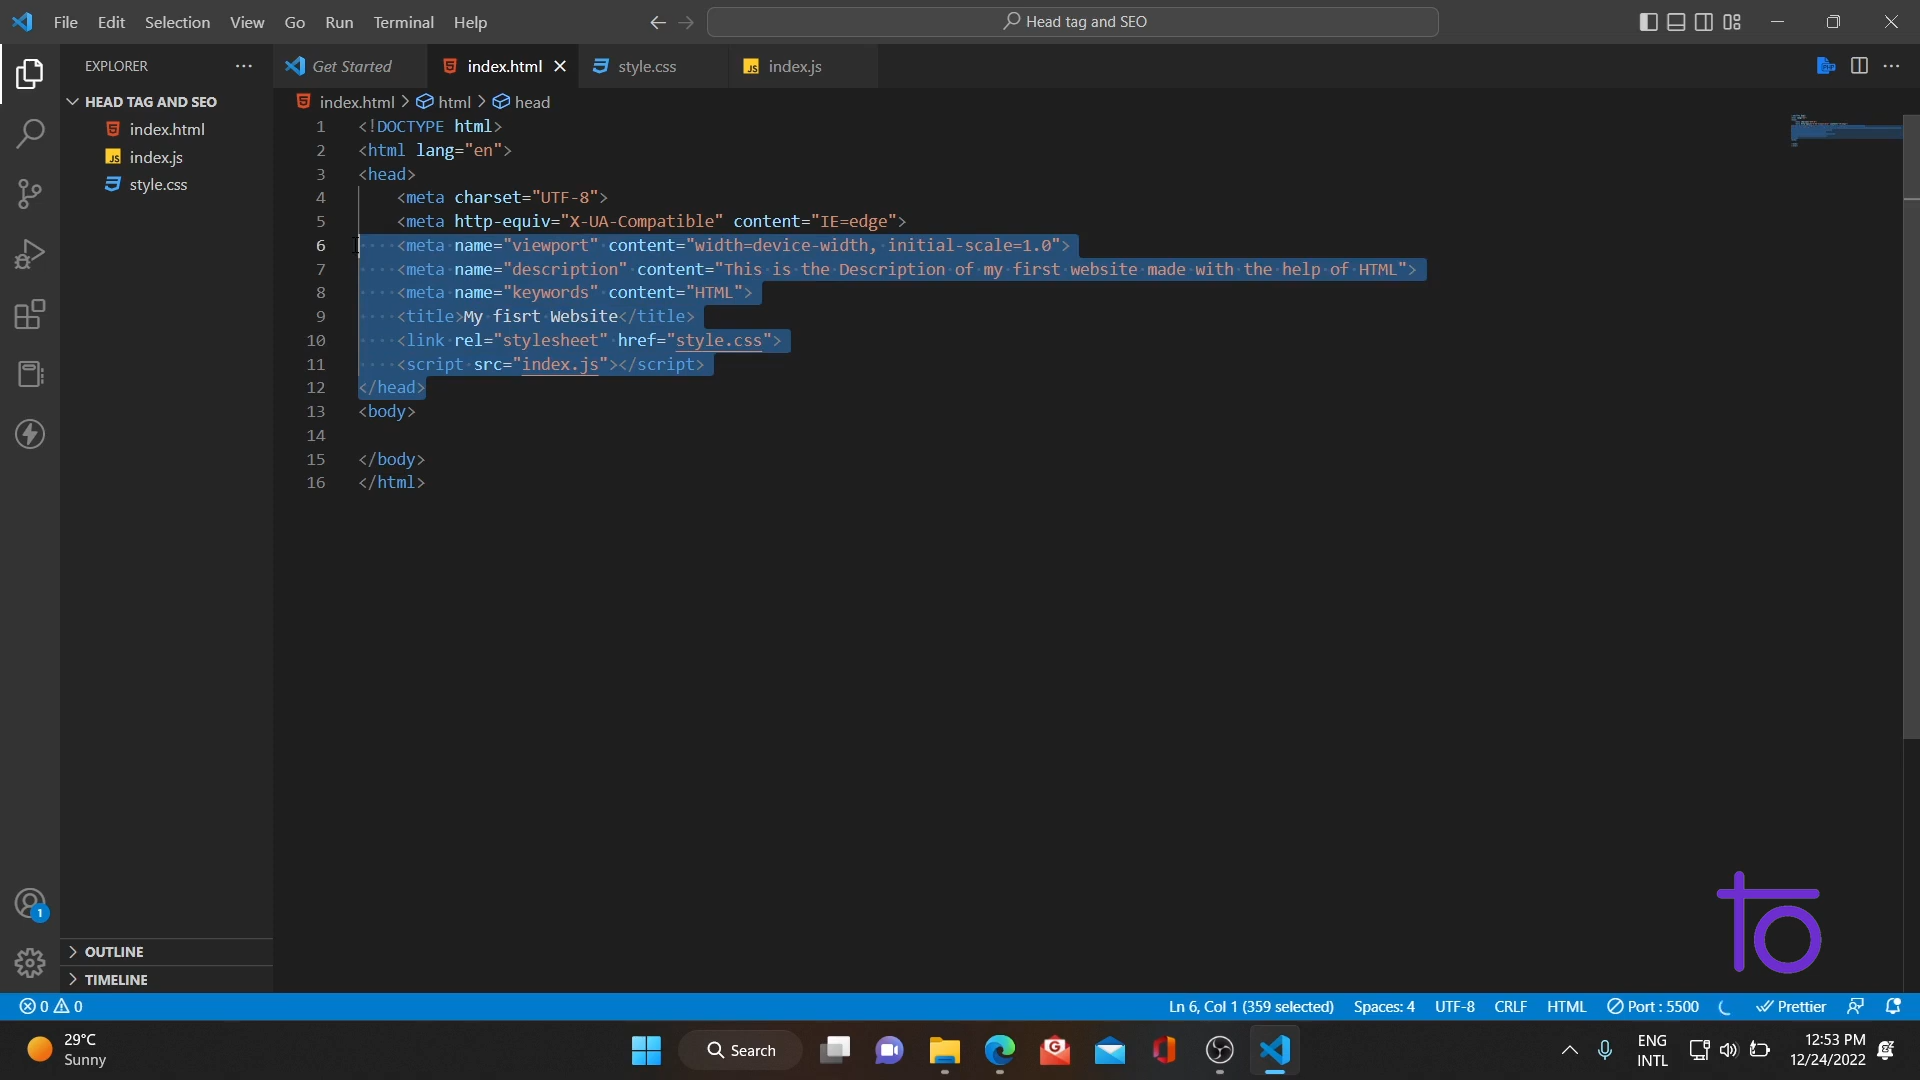 File Edit Selection View Go Run Terminal Help
Head tag and SEO
EXPLORER
Get Started
index.html
style.css
JS index.js
HEAD TAG AND SEO
index.html
JS index.js
style.css
index.html > html > head
1 <!DOCTYPE html>
2 <html lang="en">
3 <head>
4 <meta charset="UTF-8">
5 <meta http-equiv="X-UA-Compatible" content="IE=edge">
6 <meta name="viewport" content="width=device-width, initial-scale=1.0">
7 <meta name="description" content="This is the Description of my first website made with the help of HTML">
8 <meta name="keywords" content="HTML">
9 <title>My fisrt Website</title>
10 <link rel="stylesheet" href="style.css">
11 <script src="index.js"></script>
12 </head>
13 <body>
14
15 </body>
16 </html>
1
OUTLINE
TIMELINE
to
0 0
Ln 6, Col 1 (359 selected) Spaces: 4 UTF-8 CRLF HTML Port : 5500 Prettier
29°C
Sunny
Search
ENG
INTL
12:53 PM
12/24/2022